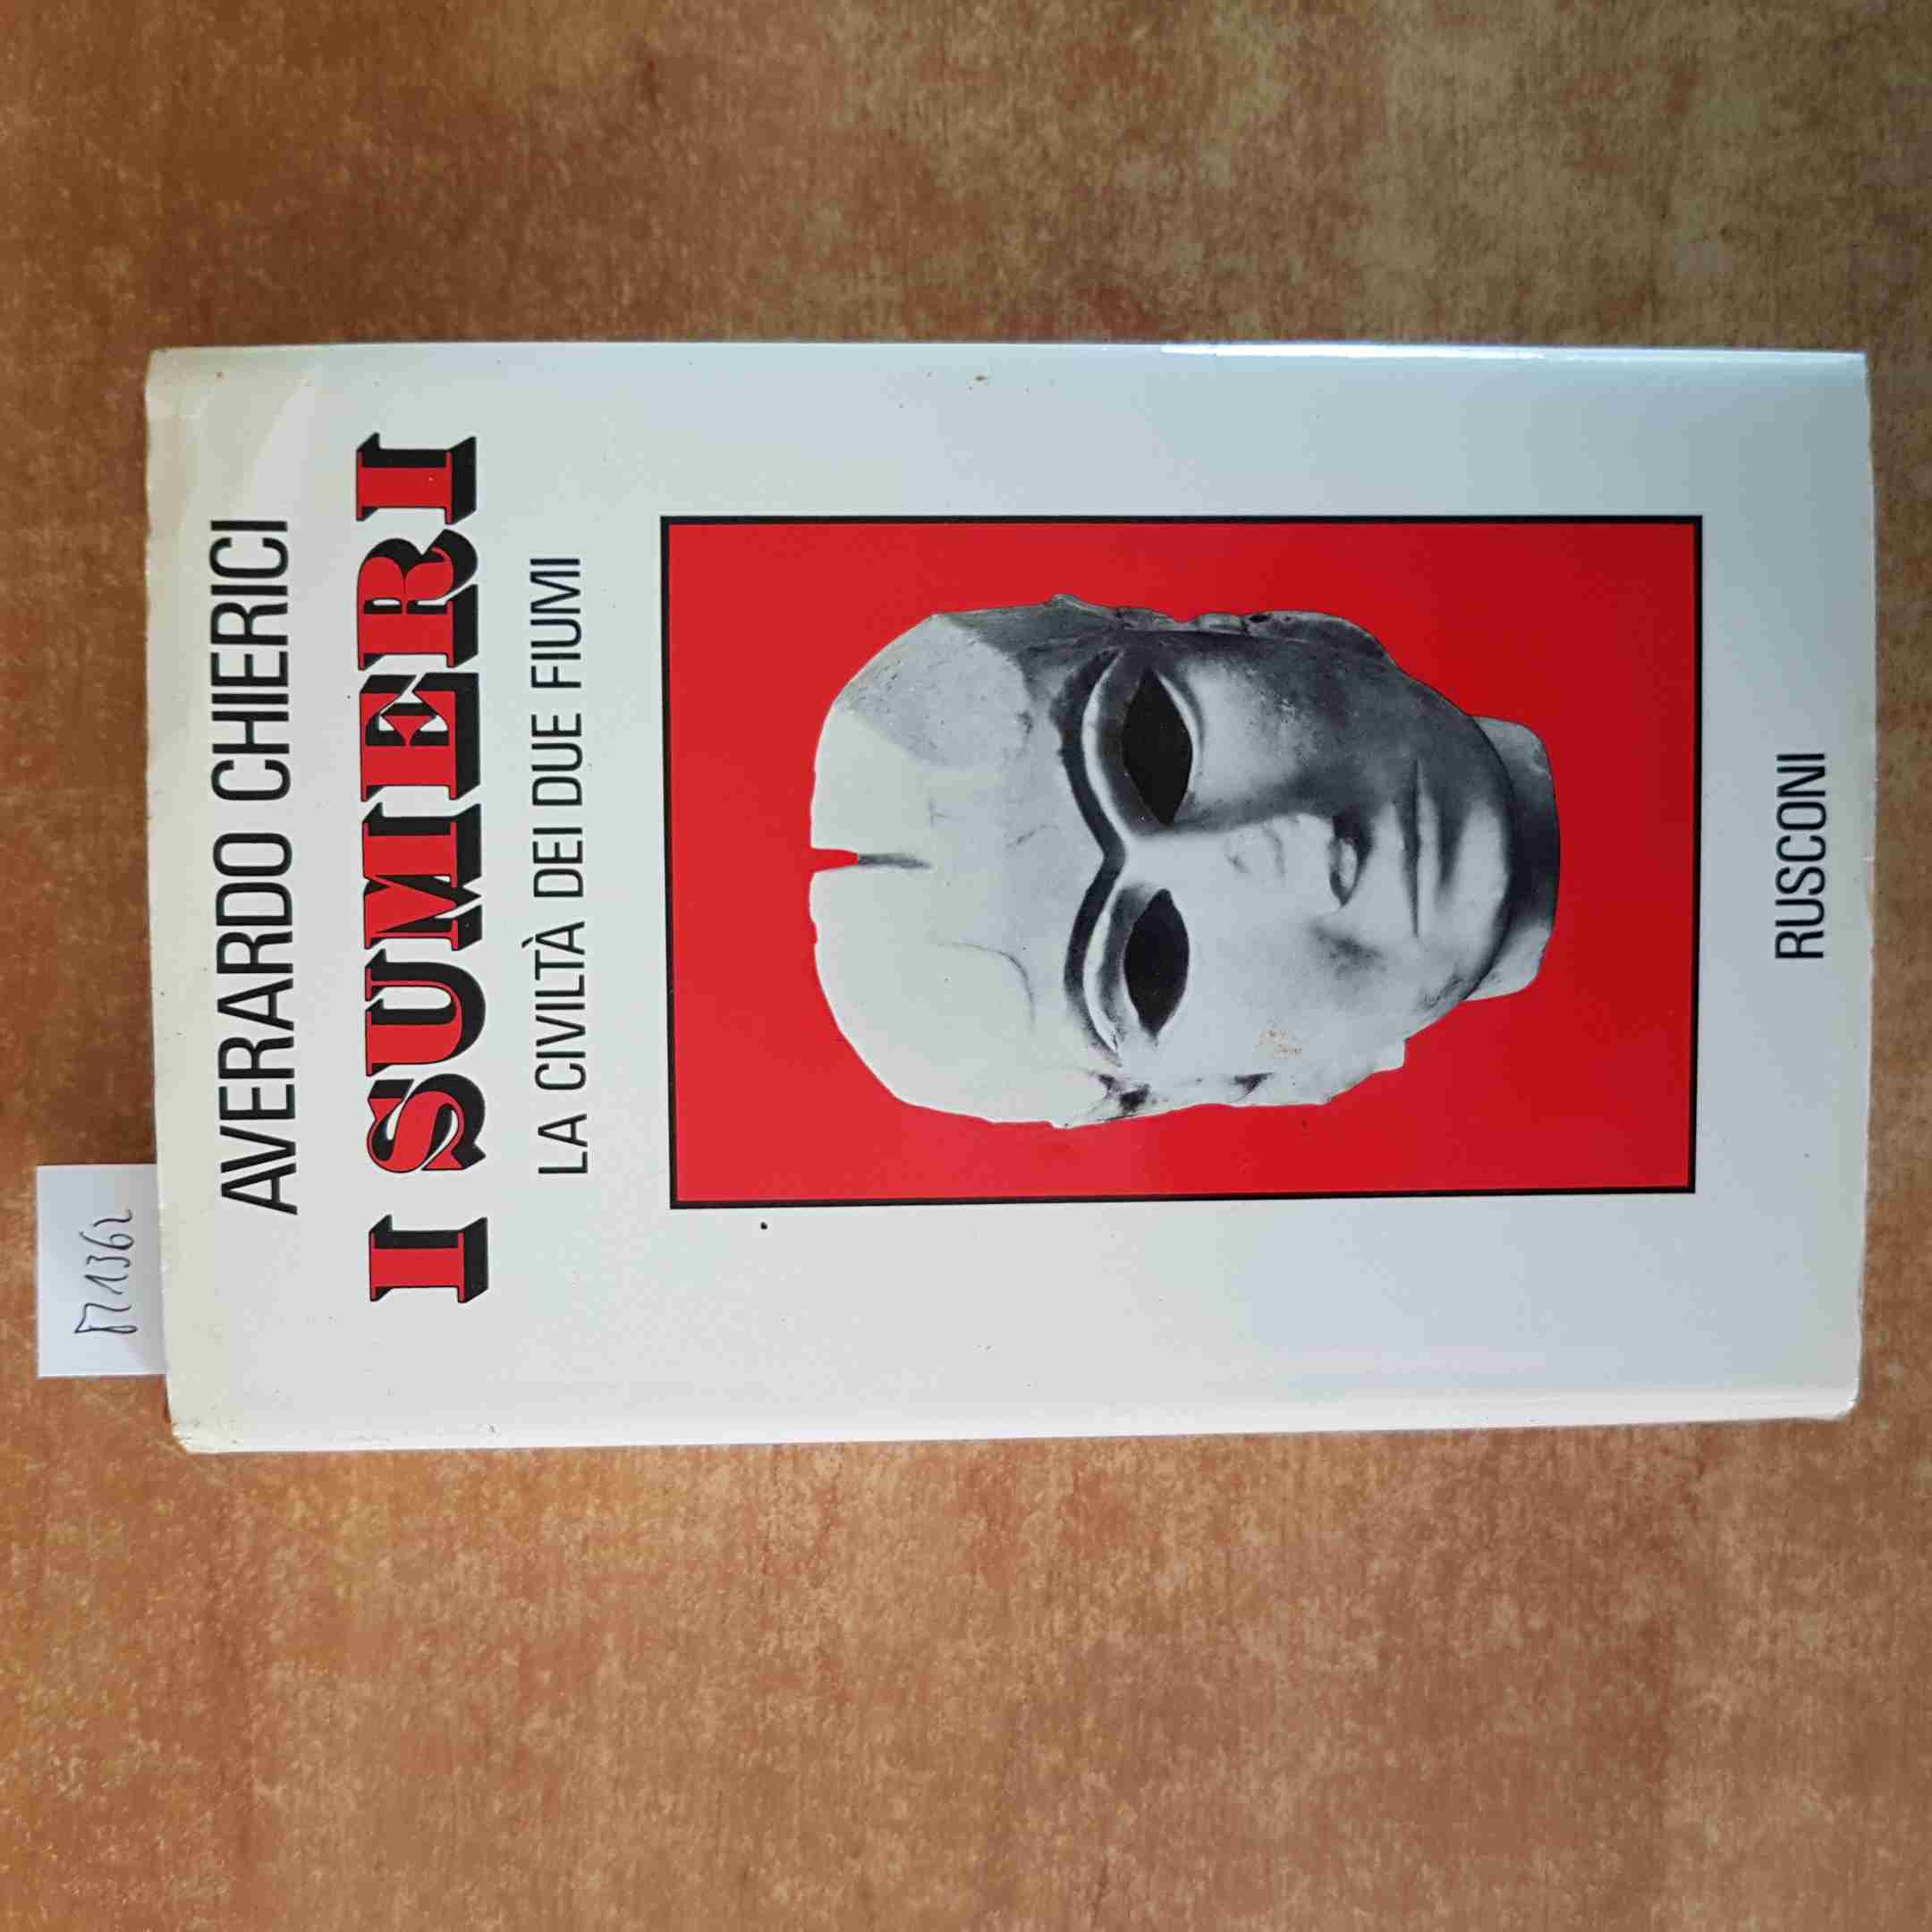 AVERARDO CHIERICI
I SUMERI
LA CIVILTÀ DEI DUE FIUMI
RUSCONI